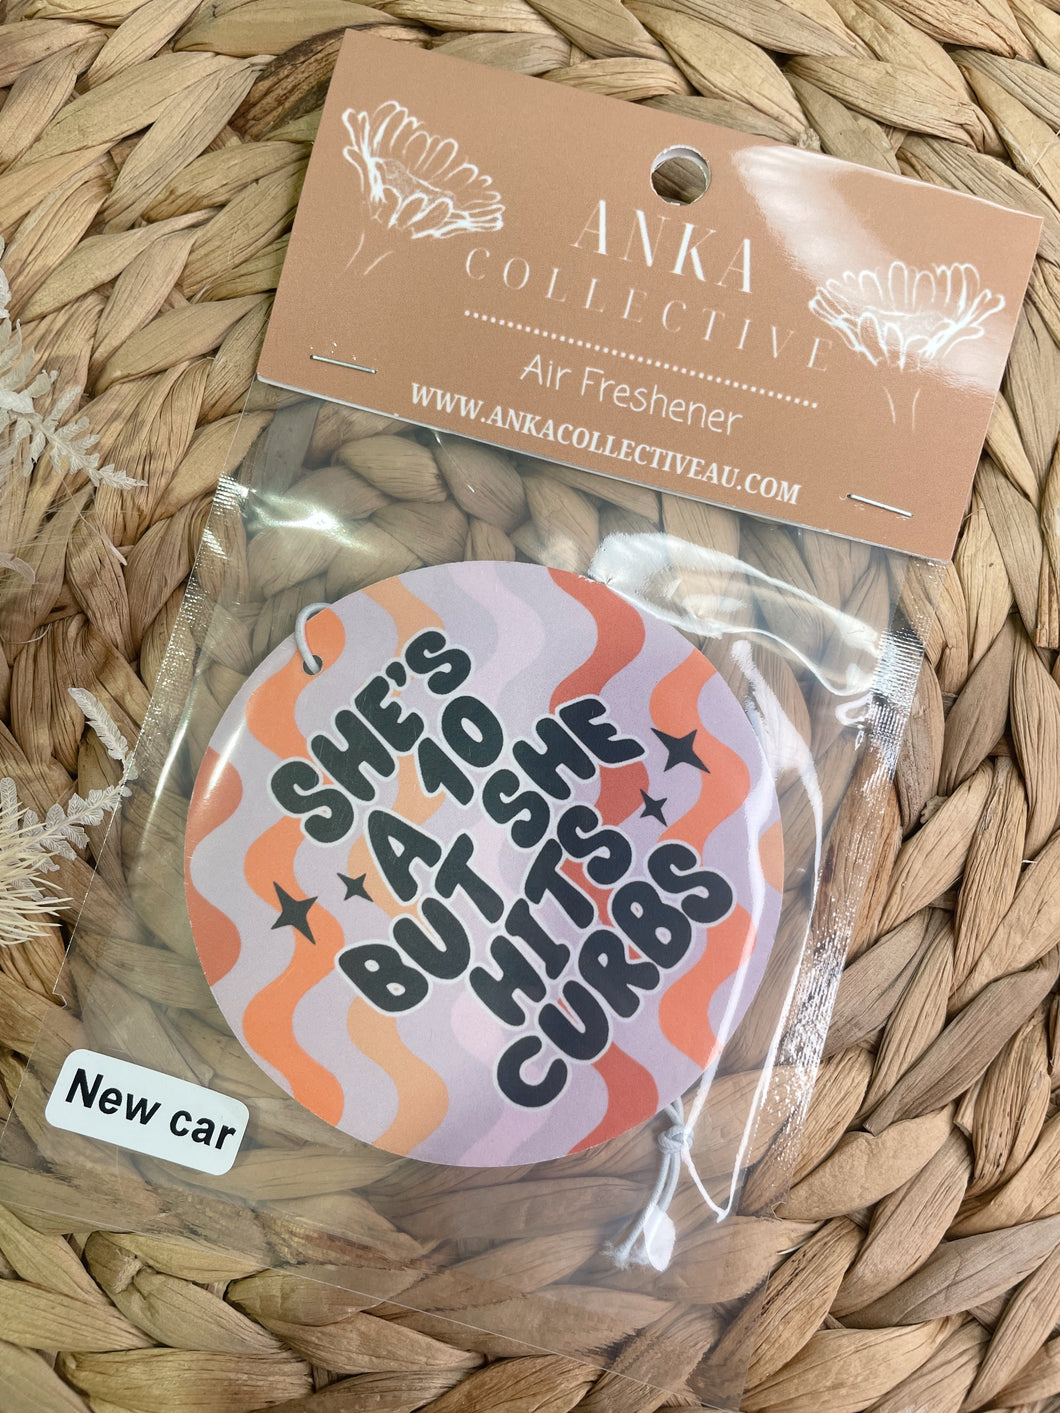 ANKA
COLLECTIVE
Air Freshener
WWW.ANKACOLLECTIVEAU.COM
SHE'S
A 10
BUT SHE
HITS
CURBS
New car